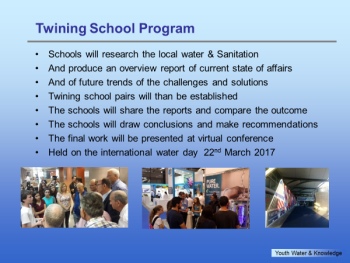 Twining School Program
• Schools will research the local water & Sanitation
• And produce an overview report of current state of affairs
• And of future trends of the challenges and solutions
• Twining school pairs will than be established
• The schools will share the reports and compare the outcome
• The schools will draw conclusions and make recommendations
• The final work will be presented at virtual conference
• Held on the international water day 22nd March 2017
PURE WATER
Youth Water & Knowledge